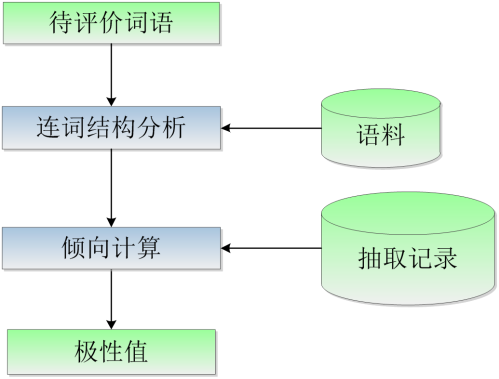 待评价词语
连词结构分析
语料
倾向计算
抽取记录
极性值